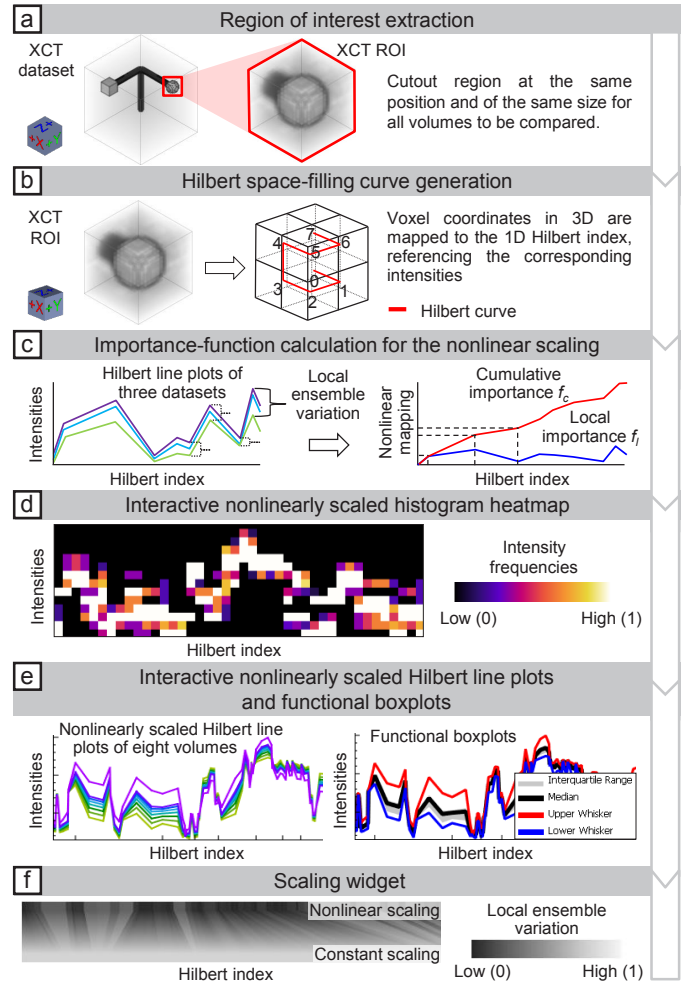 a
Region of interest extraction
XCT
dataset
XCT ROI
Cutout region at the same
position and of the same size for
all volumes to be compared.
b
Hilbert space-filling curve generation
XCT
ROI
7
4
6
5
0
3
1
2
Voxel coordinates in 3D are
mapped to the 1D Hilbert index,
referencing the corresponding
intensities
Hilbert curve
c
Importance-function calculation for the nonlinear scaling
Intensities
Hilbert line plots of
three datasets
Local
ensemble
variation
Hilbert index
Nonlinear
mapping
Cumulative
importance fc
Local
importance fl
Hilbert index
d
Interactive nonlinearly scaled histogram heatmap
Intensities
Hilbert index
Intensity
frequencies
Low (0)
High (1)
e
Interactive nonlinearly scaled Hilbert line plots
and functional boxplots
Intensities
Nonlinearly scaled Hilbert line
plots of eight volumes
Hilbert index
Intensities
Functional boxplots
Interquartile Range
Median
Upper Whisker
Lower Whisker
Hilbert index
f
Scaling widget
Nonlinear scaling
Constant scaling
Hilbert index
Local ensemble
variation
Low (0)
High (1)